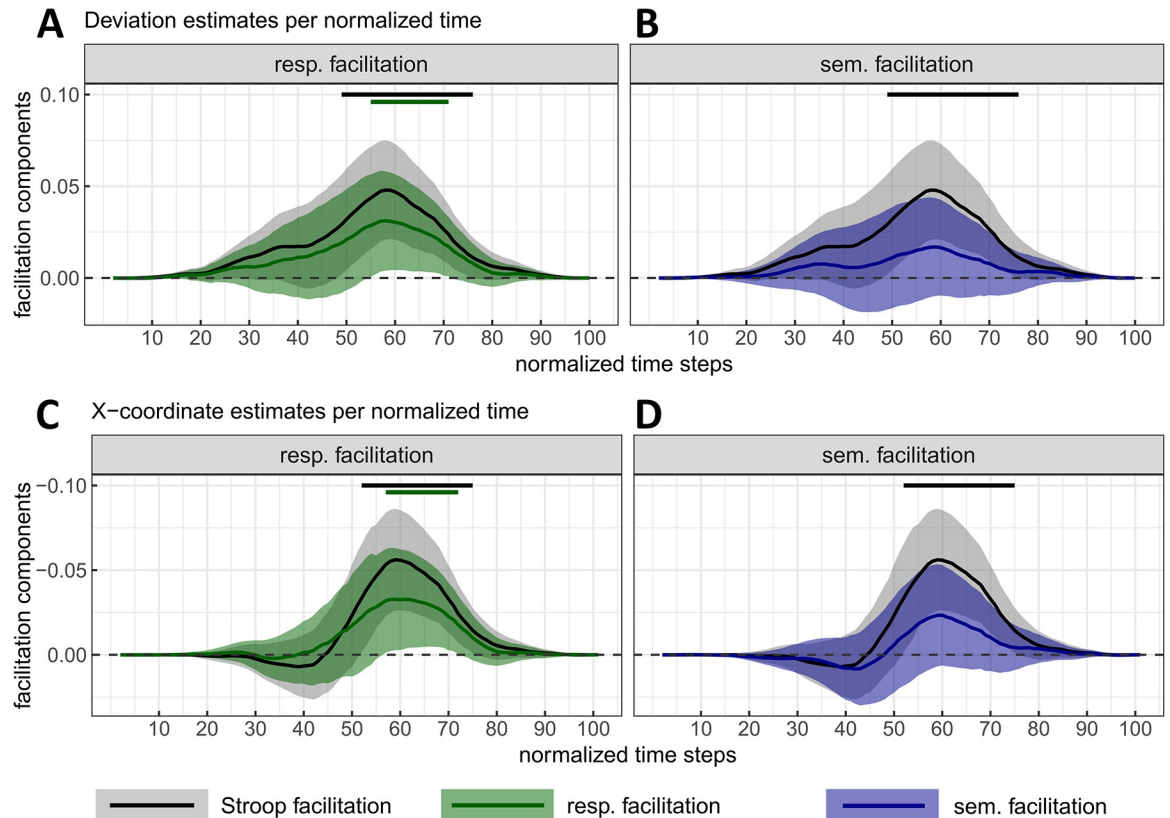 A Deviation estimates per normalized time B
resp. facilitation sem. facilitation
facilitation components
0.10
0.05
0.00
10 20 30 40 50 60 70 80 90 100 10 20 30 40 50 60 70 80 90 100
normalized time steps
C X−coordinate estimates per normalized time D
resp. facilitation sem. facilitation
facilitation components
−0.10
−0.05
0.00
10 20 30 40 50 60 70 80 90 100 10 20 30 40 50 60 70 80 90 100
normalized time steps
Stroop facilitation resp. facilitation sem. facilitation